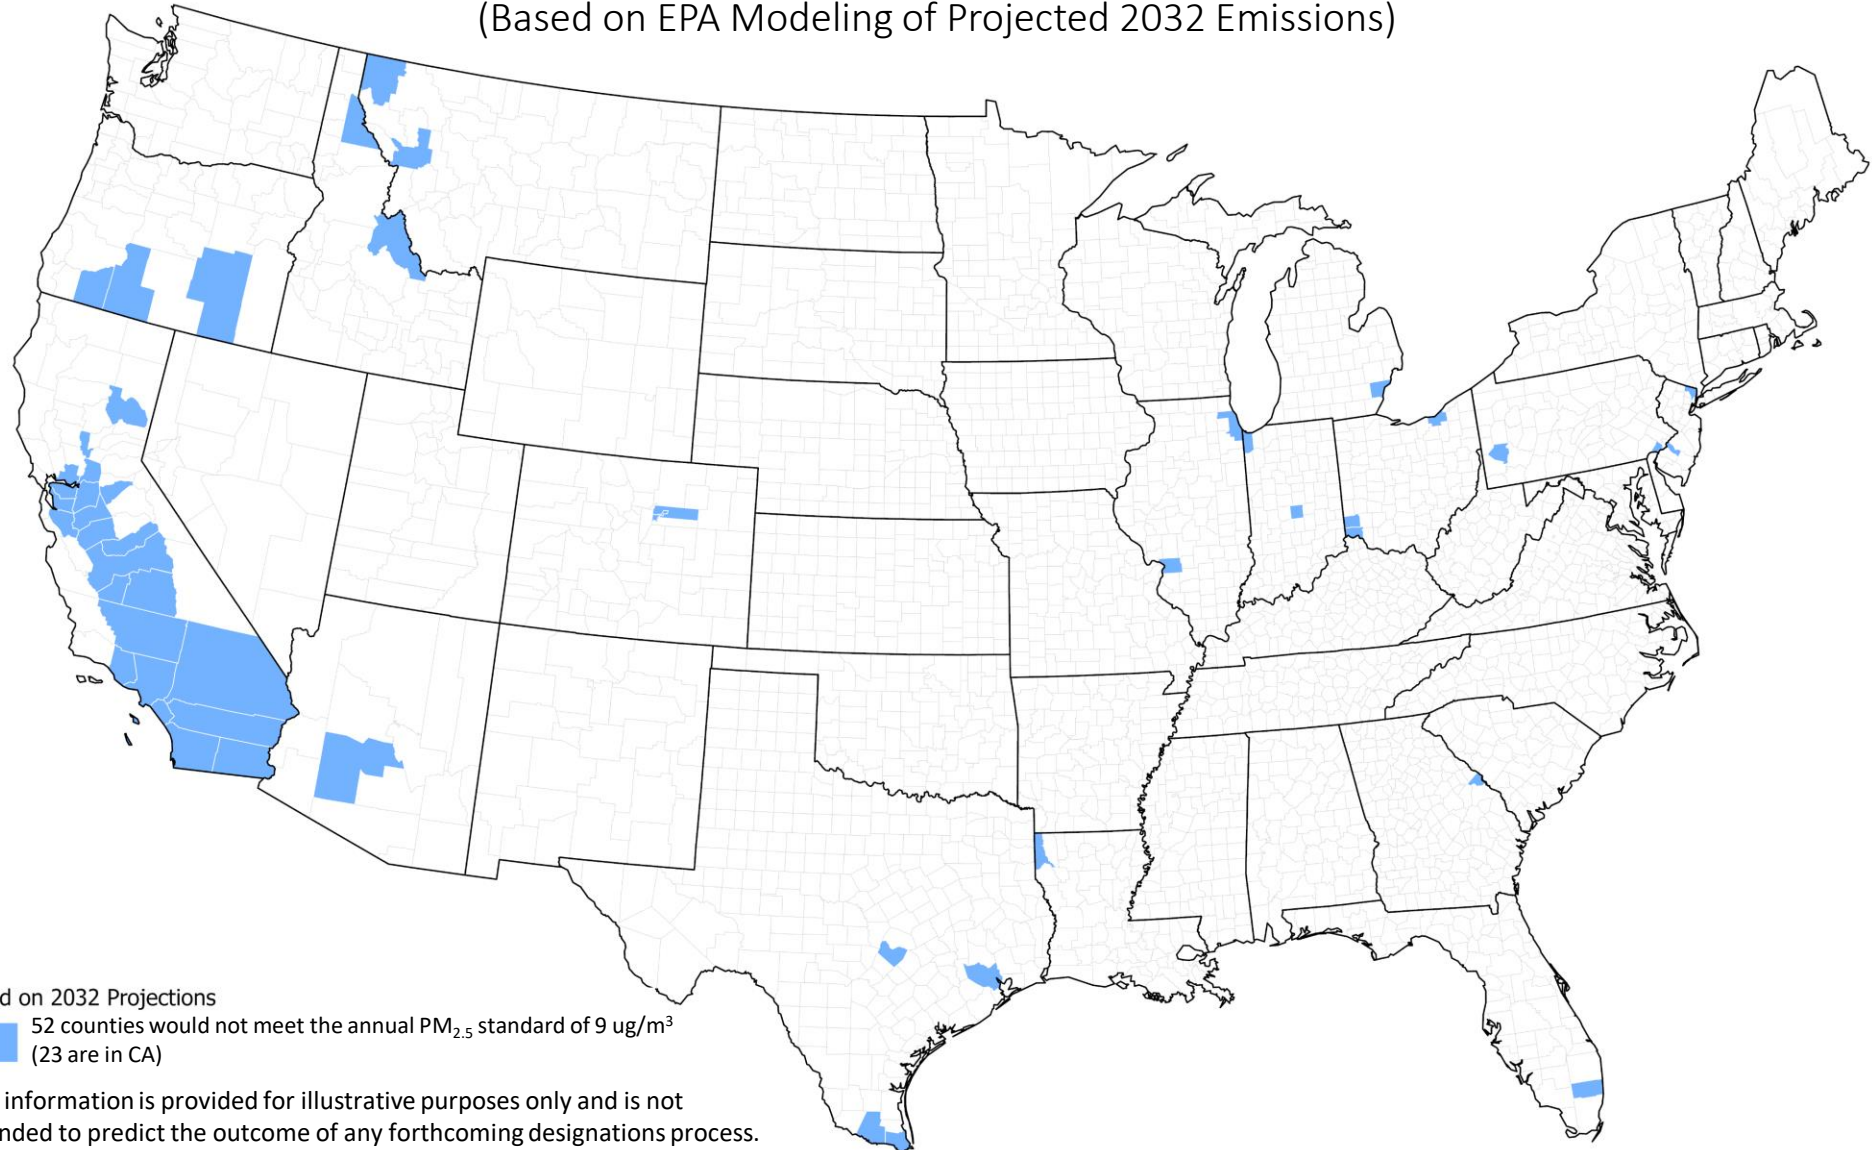 (Based on EPA Modeling of Projected 2032 Emissions)
d on 2032 Projections
52 counties would not meet the annual PM2.5 standard of 9 ug/m³
(23 are in CA)
information is provided for illustrative purposes only and is not
nded to predict the outcome of any forthcoming designations process.